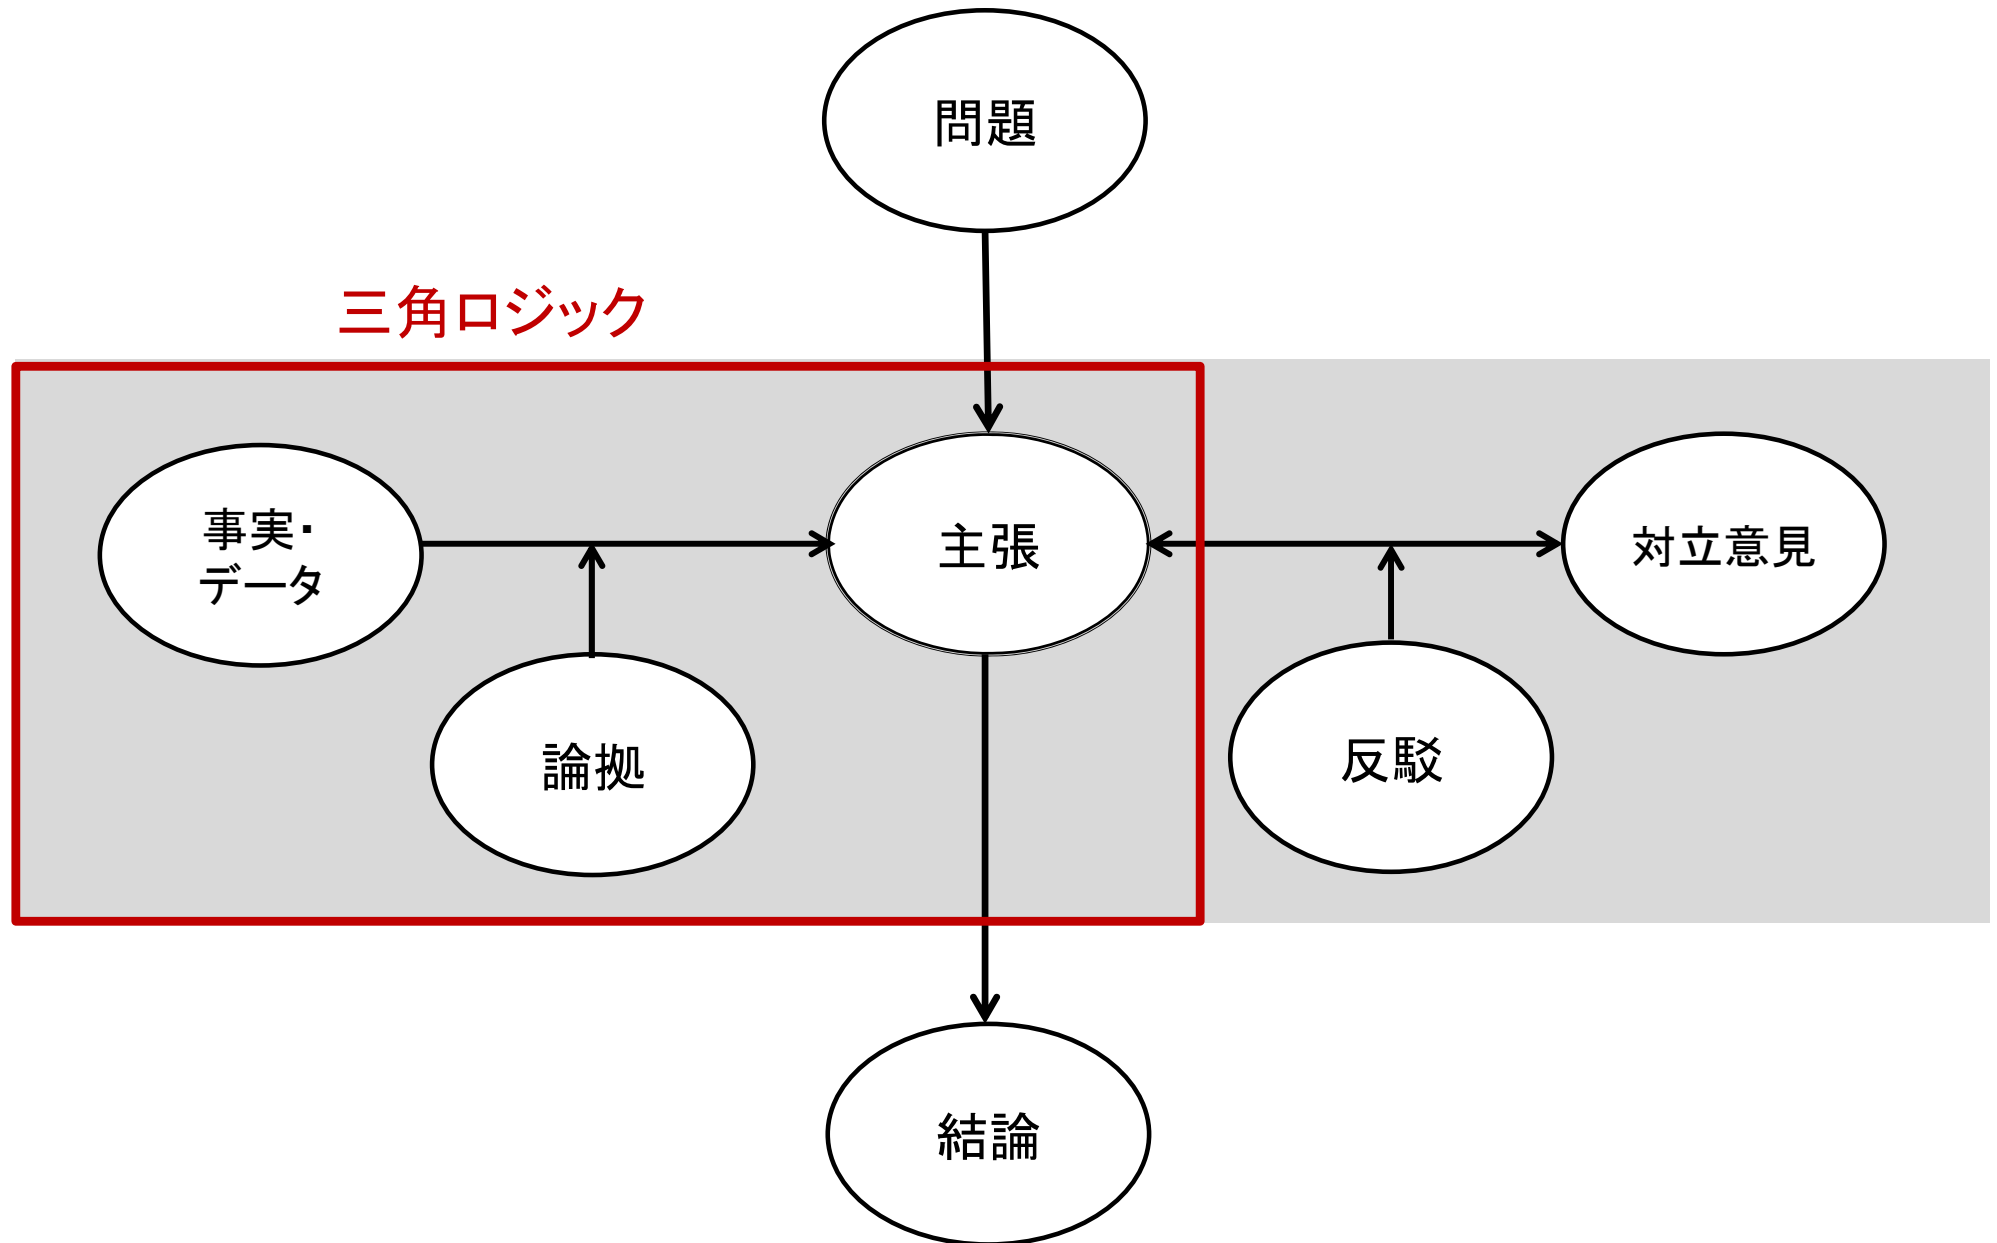 問題
三角ロジック
事実・
データ
主張
対立意見
論拠
反駁
結論